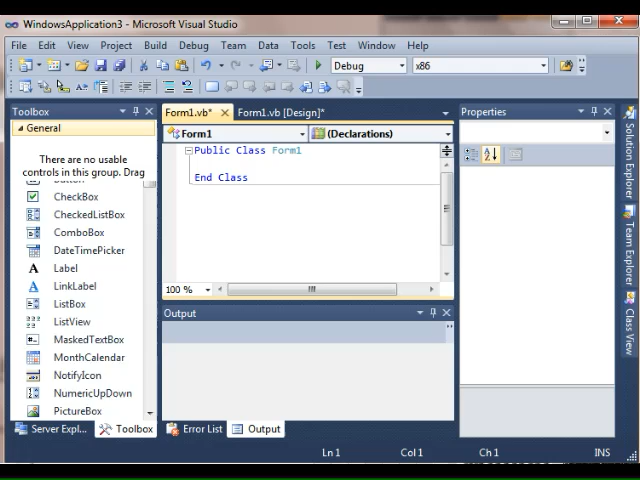 WindowsApplication3 - Microsoft Visual Studio
File Edit View Project Build Debug Team Data Tools Test Window Help
Debug x86
Toolbox
General
There are no usable
controls in this group. Drag
Button
CheckBox
CheckedListBox
ComboBox
DateTimePicker
A Label
A LinkLabel
ListBox
ListView
MaskedTextBox
MonthCalendar
NotifyIcon
NumericUpDown
PictureBox
Server Expl... Toolbox
Form1.vb* Form1.vb [Design]*
Form1 (Declarations)
Public Class Form1
End Class
100 %
Output
Error List Output
Properties
Solution Explorer
Team Explorer
Class View
Ln 1 Col 1 Ch 1 INS